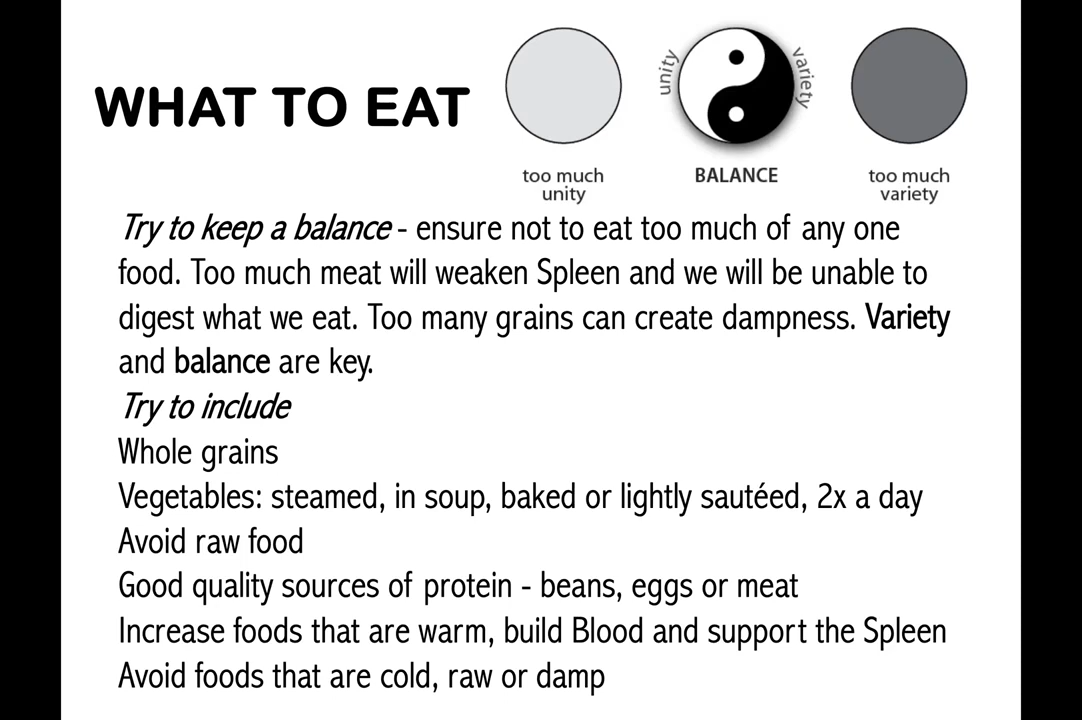 WHAT TO EAT
unity
variety
too much
unity
BALANCE
too much
variety
Try to keep a balance - ensure not to eat too much of any one
food. Too much meat will weaken Spleen and we will be unable to
digest what we eat. Too many grains can create dampness. Variety
and balance are key.
Try to include
Whole grains
Vegetables: steamed, in soup, baked or lightly sautéed, 2x a day
Avoid raw food
Good quality sources of protein - beans, eggs or meat
Increase foods that are warm, build Blood and support the Spleen
Avoid foods that are cold, raw or damp